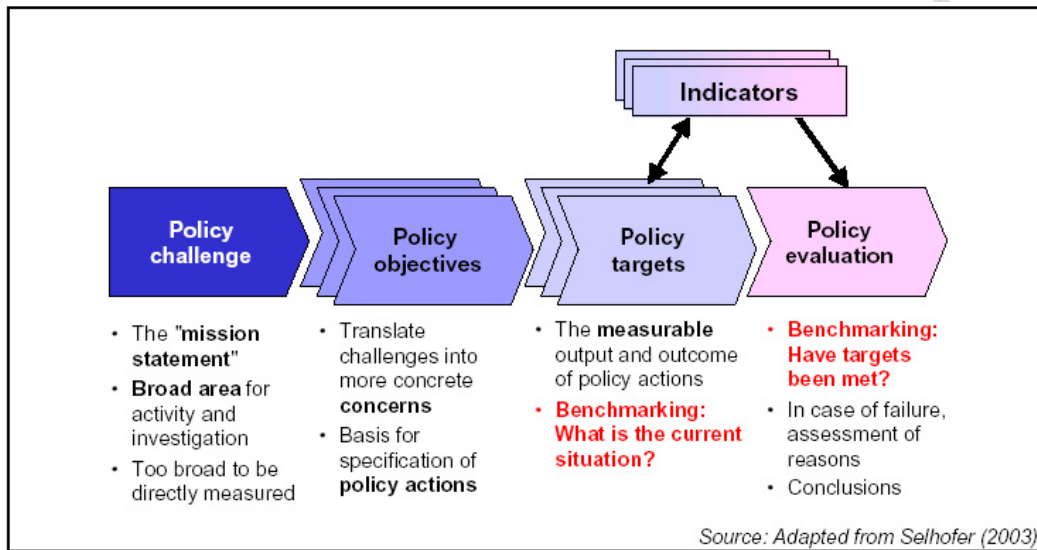 Indicators
Policy
challenge
Policy
objectives
Policy
targets
Policy
evaluation
• The "mission
statement"
• Broad area for
activity and
investigation
• Too broad to be
directly measured
• Translate
challenges into
more concrete
concerns
• Basis for
specification of
policy actions
• The measurable
output and outcome
of policy actions
• Benchmarking:
What is the current
situation?
• Benchmarking:
Have targets
been met?
• In case of failure,
assessment of
reasons
• Conclusions
Source: Adapted from Selhofer (2003)